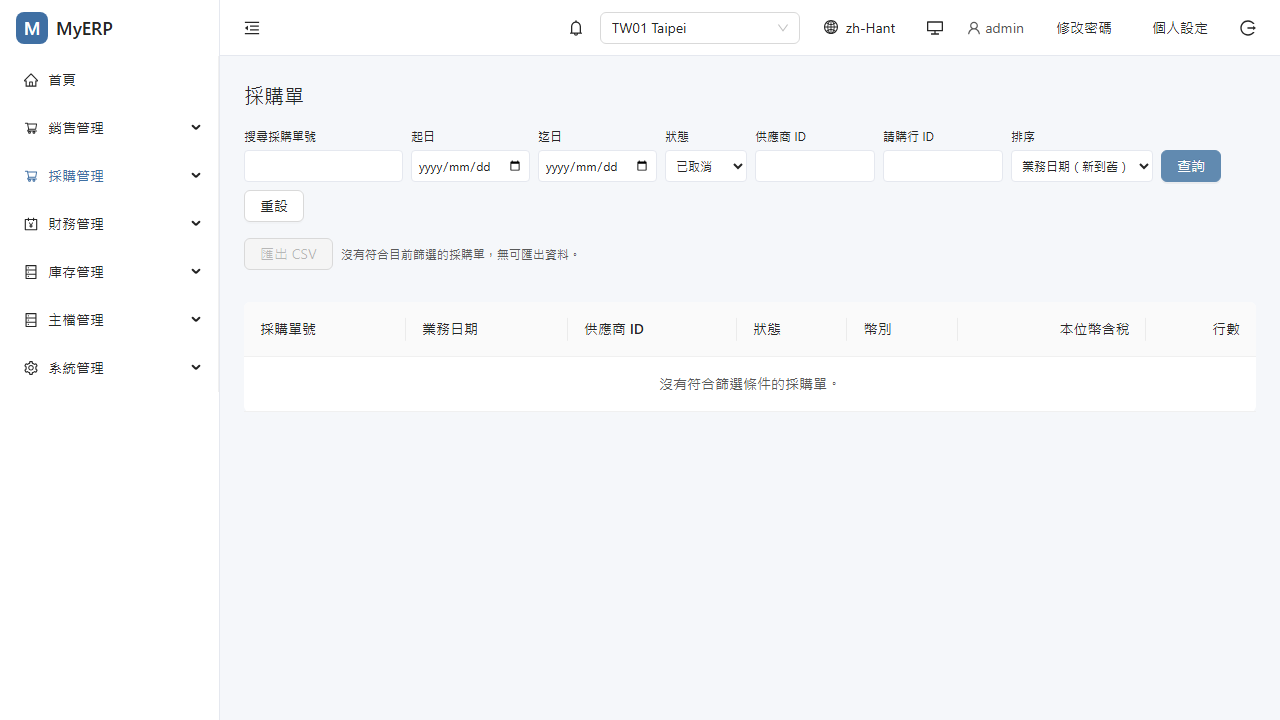 M MyERP
TW01 Taipei
zh-Hant
admin
修改密碼
個人設定
首頁
銷售管理
採購管理
財務管理
庫存管理
主檔管理
系統管理
採購單
搜尋採購單號 起日 迄日 狀態 供應商 ID 請購行 ID 排序
yyyy/mm/dd yyyy/mm/dd 已取消 業務日期（新到舊） 查詢
重設
匯出 CSV 沒有符合目前篩選的採購單，無可匯出資料。
採購單號 業務日期 供應商 ID 狀態 幣別 本位幣含稅 行數
沒有符合篩選條件的採購單。